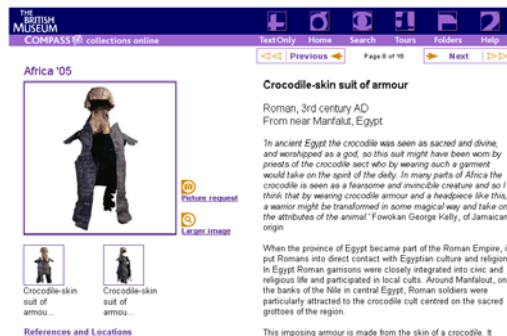 THE
BRITISH
MUSEUM
COMPASS collections online
Text Only Home Search Tours Folders Help
Previous Page 8 of 15 Next
Africa '05
Picture request
Larger image
Crocodile-skin
suit of
armou...
Crocodile-skin
suit of
armou...
References and Locations
Crocodile-skin suit of armour
Roman, 3rd century AD
From near Manfalut, Egypt
'In ancient Egypt the crocodile was seen as sacred and divine,
and worshipped as a god, so this suit might have been worn by
priests of the crocodile sect who by wearing such a garment
would take on the spirit of the deity. In many parts of Africa the
crocodile is seen as a fearsome and invincible creature and so I
think that by wearing crocodile armour and a headpiece like this,
a warrior might be transformed in some magical way and take on
the attributes of the animal.' Fowokan George Kelly, of Jamaican
origin
When the province of Egypt became part of the Roman Empire, i
put Romans into direct contact with Egyptian culture and religion
In Egypt Roman garrisons were closely integrated into civic and
religious life and participated in local cults. Around Manfalout, on
the banks of the Nile in central Egypt, Roman soldiers were
particularly attracted to the crocodile cult centred on the sacred
grottoes of the region.
This imposing armour is made from the skin of a crocodile. It